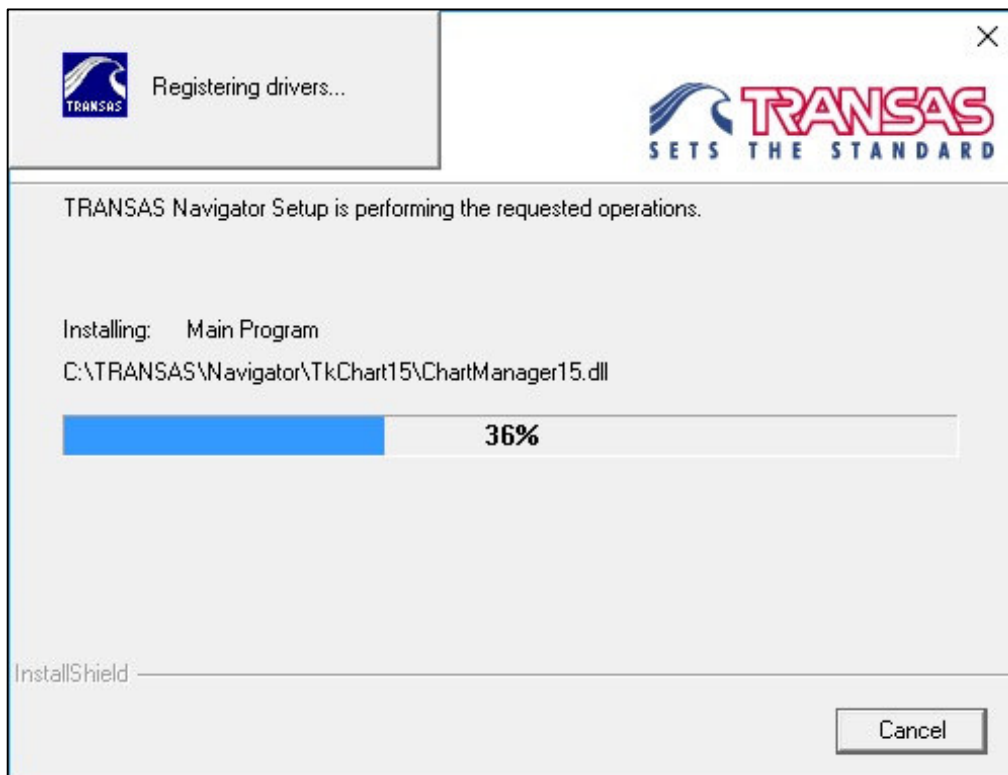 TRANSAS
Registering drivers...
TRANSAS
SETS THE STANDARD
TRANSAS Navigator Setup is performing the requested operations.
Installing: Main Program
C:\TRANSAS\Navigator\TkChart15\ChartManager15.dll
36%
InstallShield
Cancel